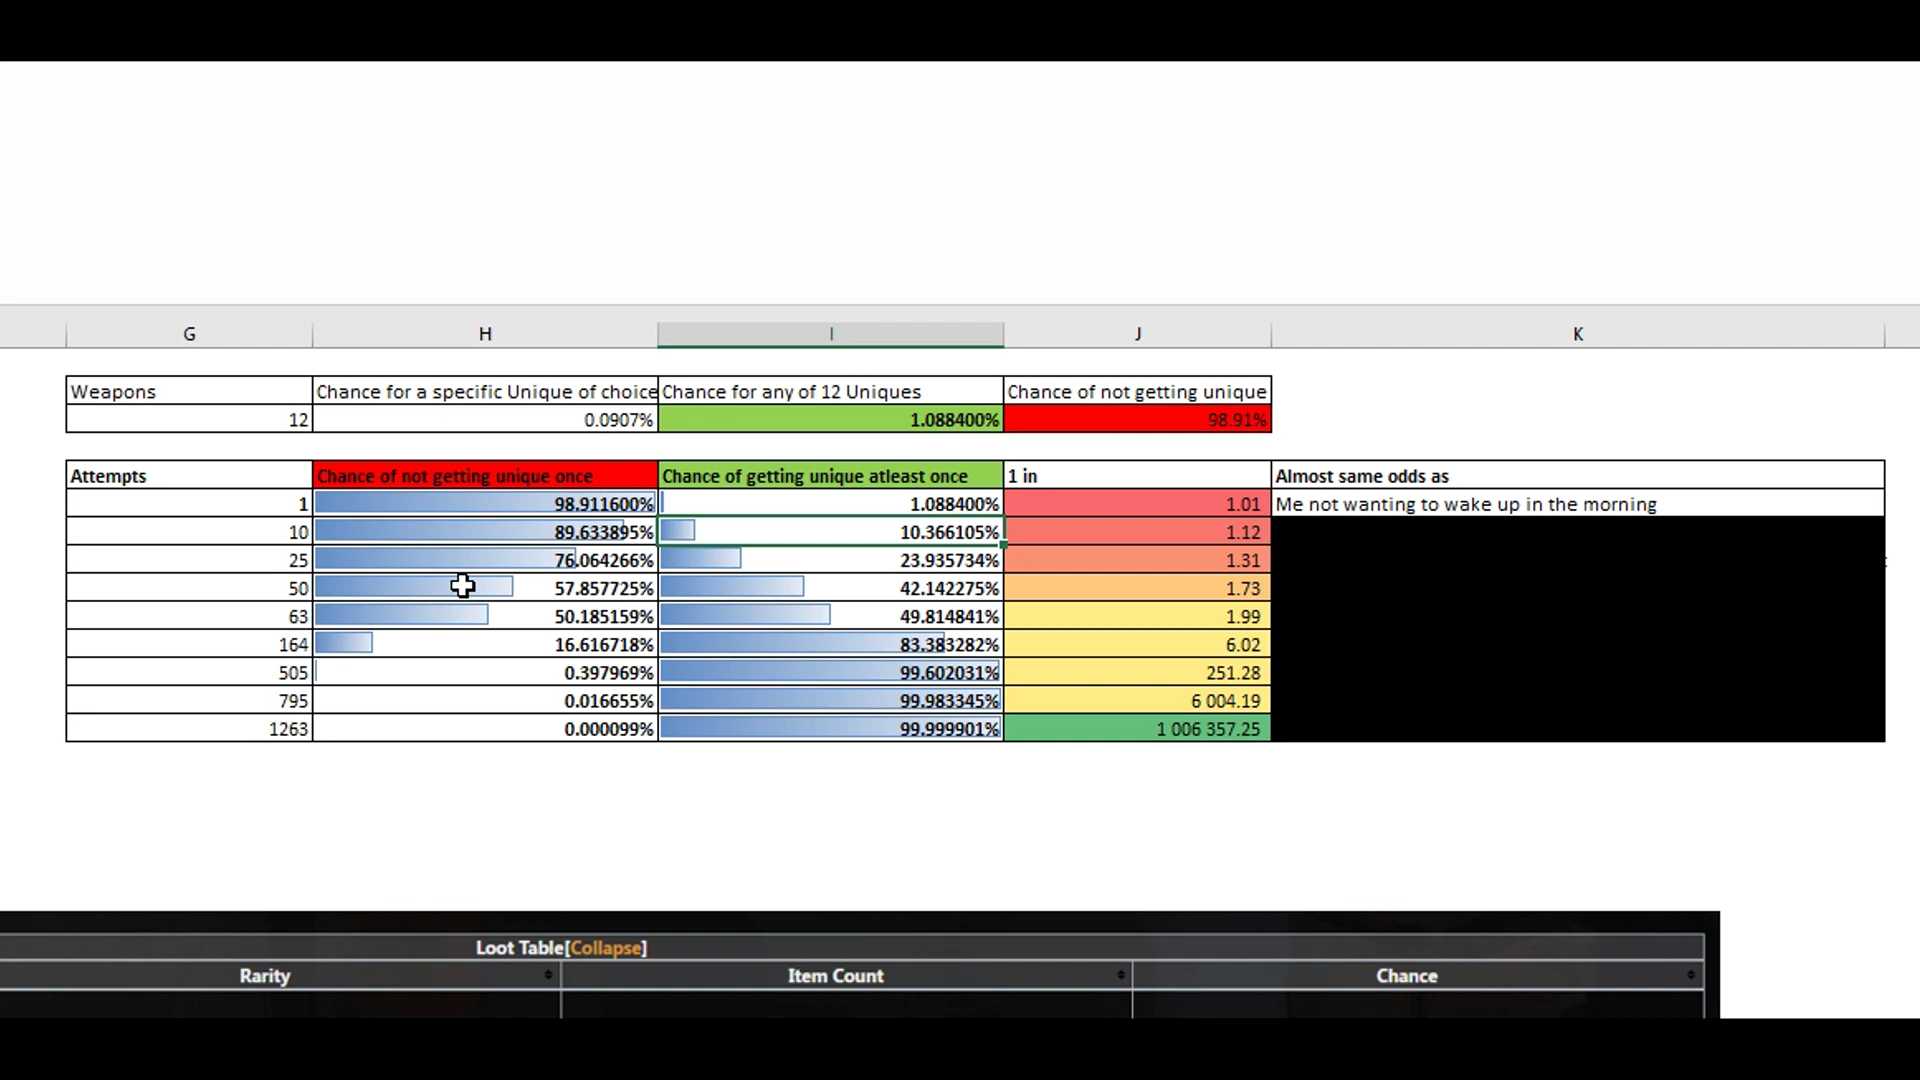 G H I J K
Weapons Chance for a specific Unique of choice Chance for any of 12 Uniques Chance of not getting unique
12 0.0907% 1.088400% 98.91%
Attempts Chance of not getting unique once Chance of getting unique atleast once 1 in Almost same odds as
1 98.911600% 1.088400% 1.01 Me not wanting to wake up in the morning
10 89.633895% 10.366105% 1.12
25 76.064266% 23.935734% 1.31
50 57.857725% 42.142275% 1.73
63 50.185159% 49.814841% 1.99
164 16.616718% 83.383282% 6.02
505 0.397969% 99.602031% 251.28
795 0.016655% 99.983345% 6 004.19
1263 0.000099% 99.999901% 1 006 357.25
Loot Table[Collapse]
Rarity Item Count Chance